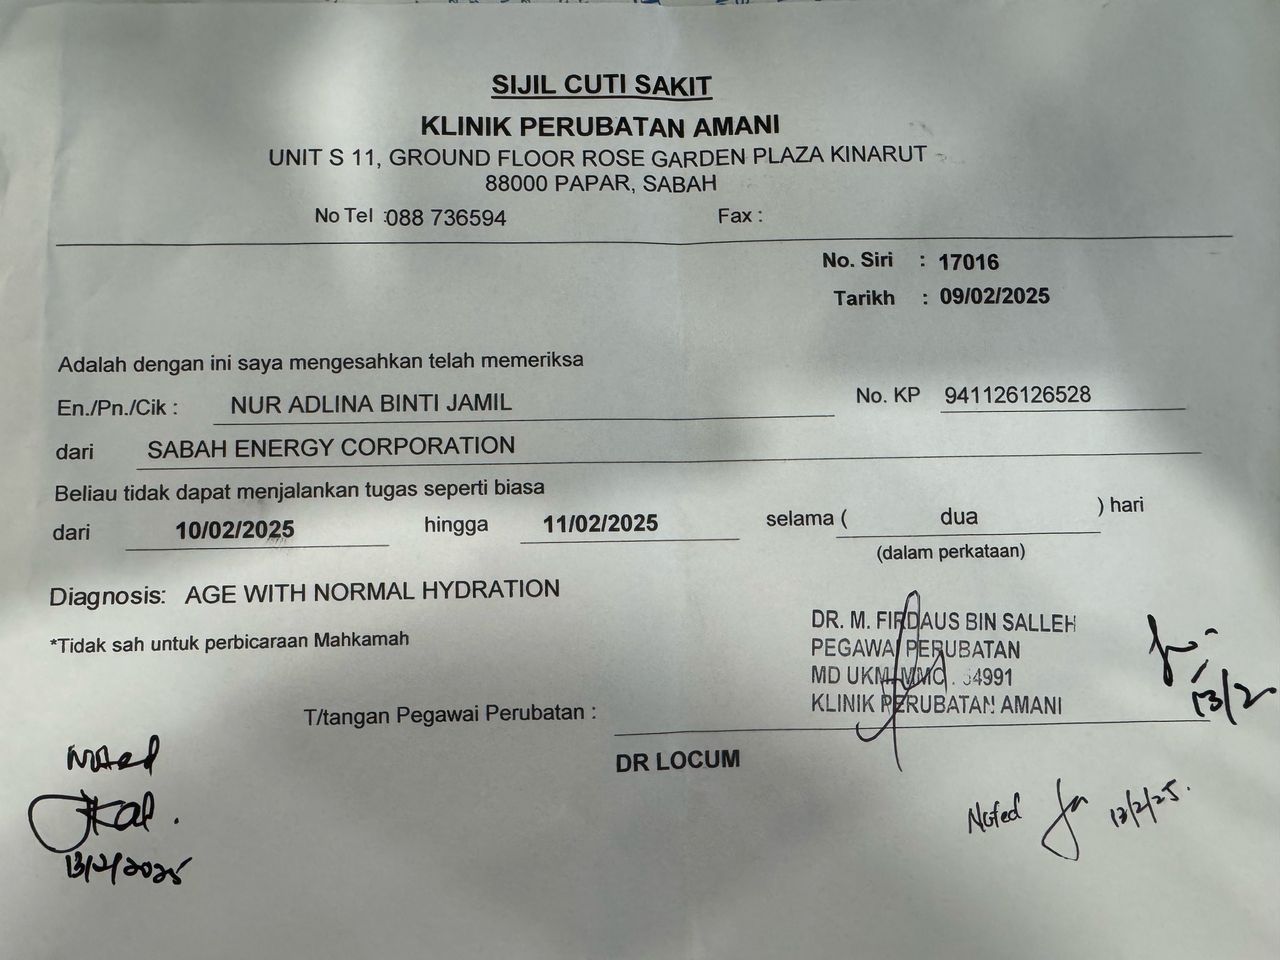 SIJIL CUTI SAKIT
KLINIK PERUBATAN AMANI
UNIT S 11, GROUND FLOOR ROSE GARDEN PLAZA KINARUT
88000 PAPAR, SABAH
No Tel :088 736594 Fax :
No. Siri : 17016
Tarikh : 09/02/2025
Adalah dengan ini saya mengesahkan telah memeriksa
En./Pn./Cik : NUR ADLINA BINTI JAMIL No. KP 941126126528
dari SABAH ENERGY CORPORATION
Beliau tidak dapat menjalankan tugas seperti biasa
dari 10/02/2025 hingga 11/02/2025 selama ( dua ) hari
(dalam perkataan)
Diagnosis: AGE WITH NORMAL HYDRATION
*Tidak sah untuk perbicaraan Mahkamah
DR. M. FIRDAUS BIN SALLEH
PEGAWAI PERUBATAN
MD UKM MMC 4991
KLINIK PERUBATAN AMANI
13/2
T/tangan Pegawai Perubatan :
DR LOCUM
Noted
13/2/2025
Noted 13/2/25.